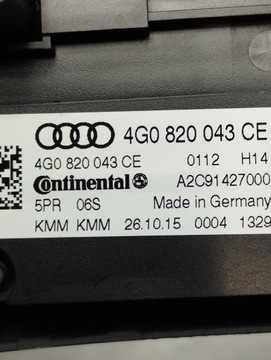 4G0 820 043 CE
4G0 820 043 CE 0112 H14
Continental A2C91427000
5PR 06S Made in Germany
KMM KMM 26.10.15 0004 1329